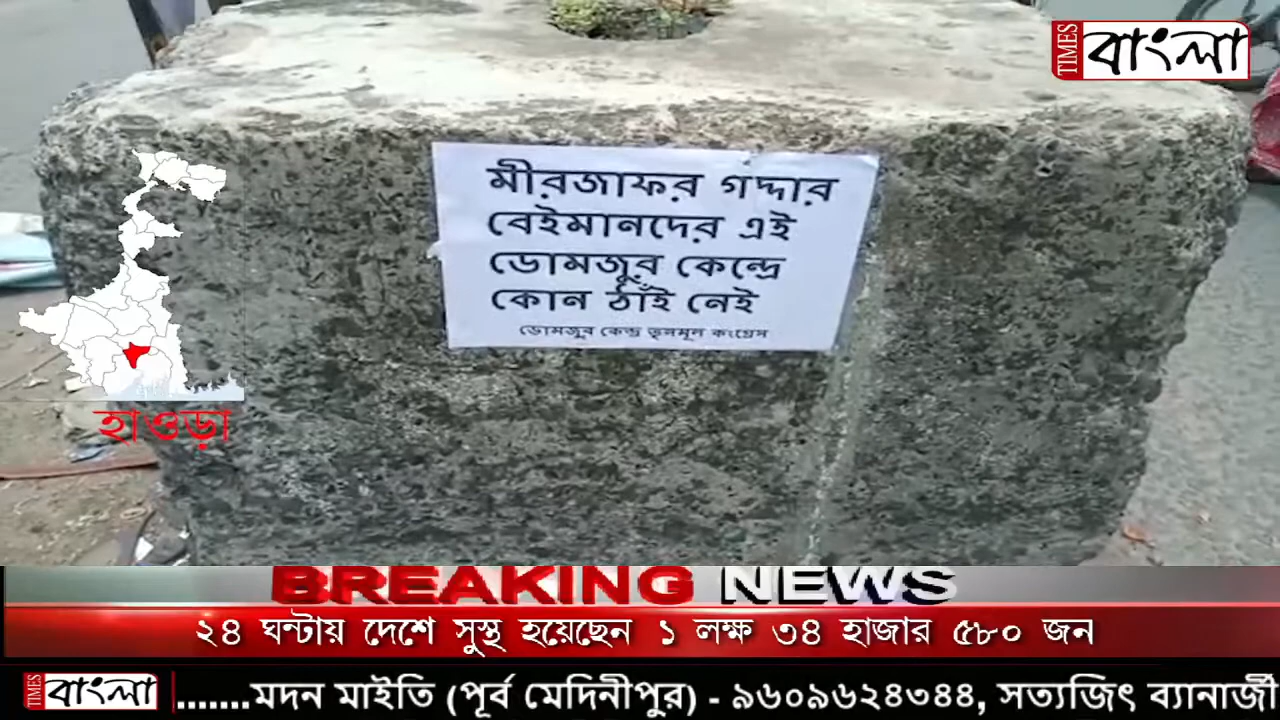 TIMES বাংলা
মীরজাফর গদ্দার
বেইমানদের এই
ডোমজুর কেন্দ্রে
কোন ঠাঁই নেই
ডোমজুর কেন্দ্র তৃনমূল কংগ্রেস
হাওড়া
BREAKING NEWS
২৪ ঘন্টায় দেশে সুস্থ হয়েছেন ১ লক্ষ ৩৪ হাজার ৫৮০ জন
TIMES বাংলা .......মদন মাইতি (পূর্ব মেদিনীপুর) - ৯৬০৯৬২৪৩৪৪, সত্যজিৎ ব্যানার্জী